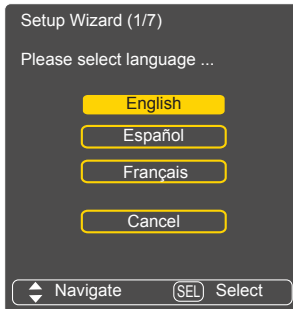 Setup Wizard (1/7)
Please select language ...
English
Español
Français
Cancel
Navigate SEL Select